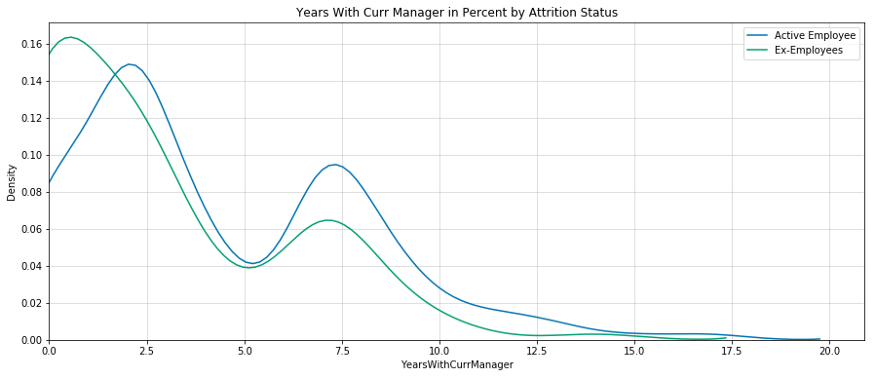 Years With Curr Manager in Percent by Attrition Status
Active Employee
Ex-Employees
Density
0.16
0.14
0.12
0.10
0.08
0.06
0.04
0.02
0.00
0.0 2.5 5.0 7.5 10.0 12.5 15.0 17.5 20.0
YearsWithCurrManager